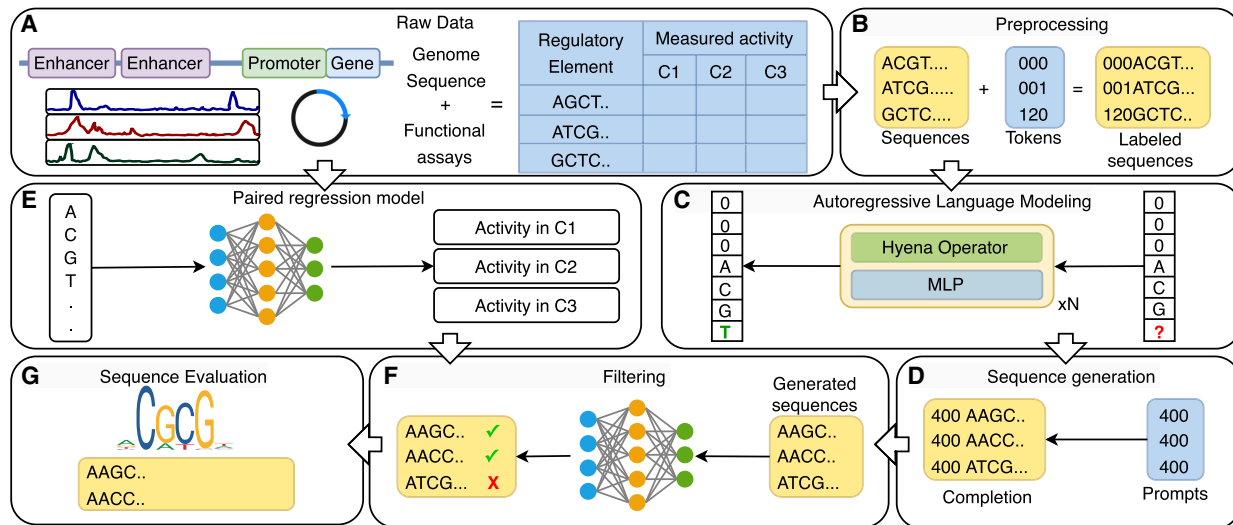 A
Raw Data
Enhancer
Enhancer
Promoter
Gene
Genome
Sequence
+
Functional
assays
=
Regulatory
Element
Measured activity
C1
C2
C3
AGCT..
ATCG..
GCTC..
B
Preprocessing
ACGT....
ATCG.....
GCTC....
Sequences
+
000
001
120
Tokens
=
000ACGT...
001ATCG...
120GCTC..
Labeled
sequences
E
Paired regression model
A
C
G
T
.
.
Activity in C1
Activity in C2
Activity in C3
C
Autoregressive Language Modeling
0
0
0
A
C
G
T
Hyena Operator
MLP
xN
0
0
0
A
C
G
?
G
Sequence Evaluation
CGCG
AAGC..
AACC..
F
Filtering
AAGC.. ✓
AACC.. ✓
ATCG... X
Generated
sequences
AAGC..
AACC..
ATCG...
D
Sequence generation
400 AAGC..
400 AACC..
400 ATCG...
Completion
400
400
400
Prompts